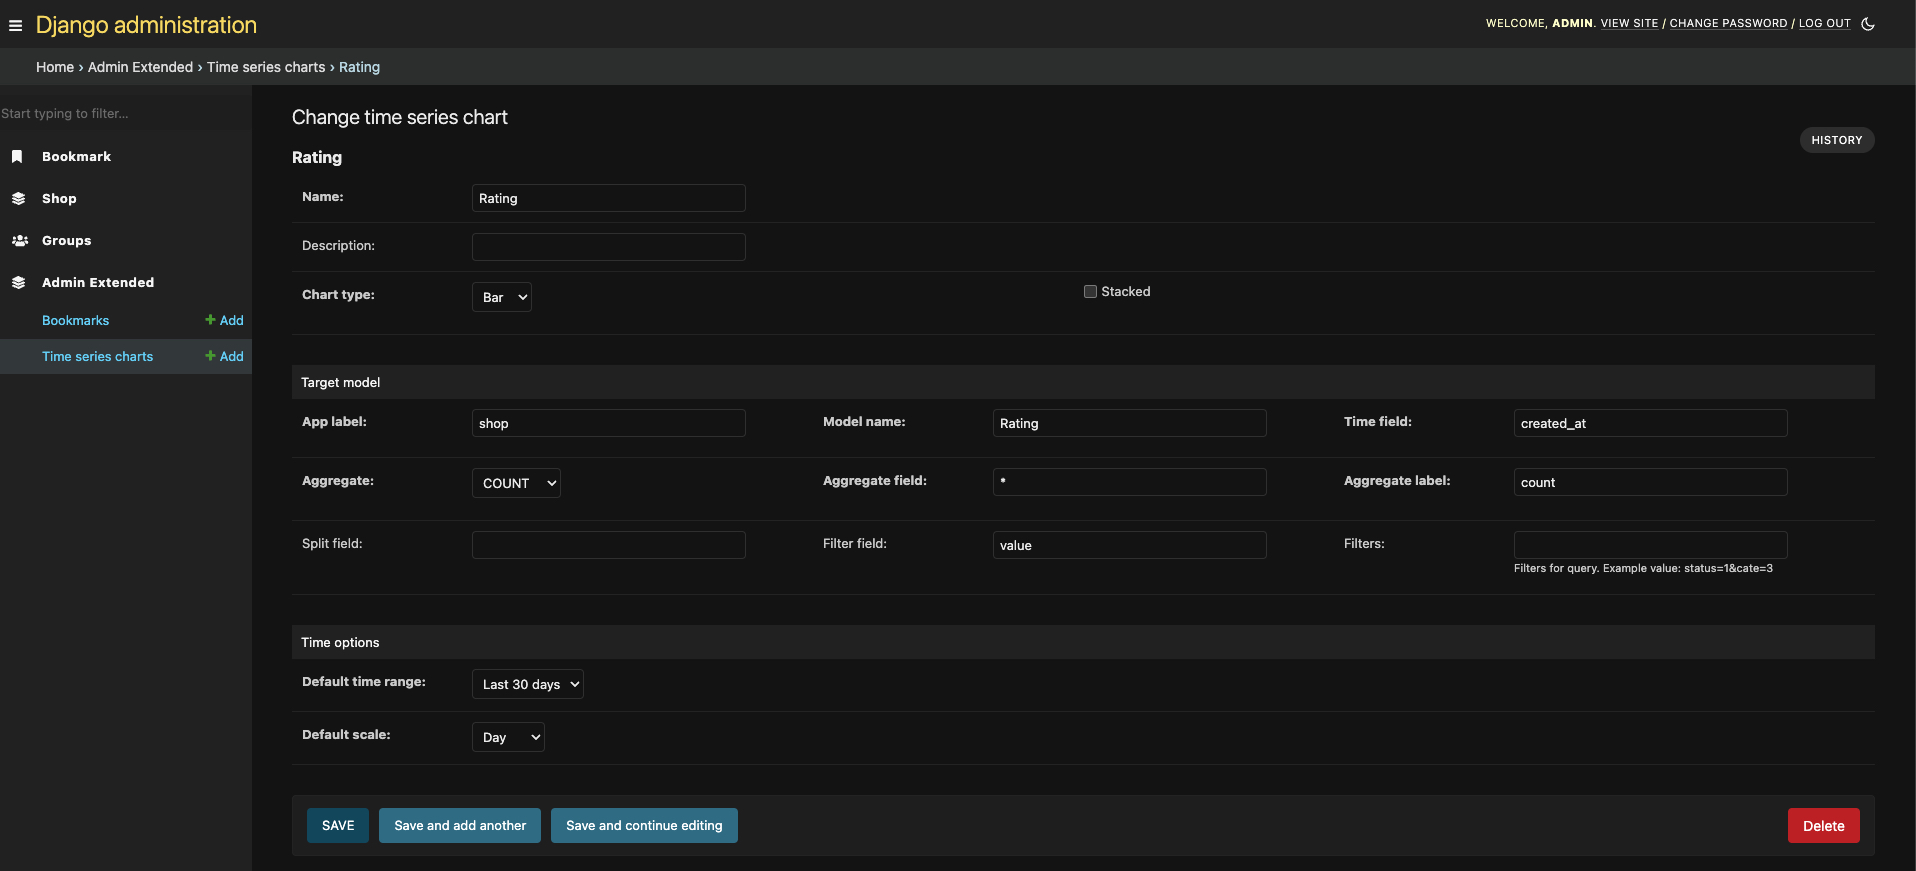 Django administration
WELCOME, ADMIN. VIEW SITE / CHANGE PASSWORD / LOG OUT
Home › Admin Extended › Time series charts › Rating
Start typing to filter...
Bookmark
Shop
Groups
Admin Extended
Bookmarks + Add
Time series charts + Add
Change time series chart
HISTORY
Rating
Name: Rating
Description:
Chart type: Bar Stacked
Target model
App label: shop Model name: Rating Time field: created_at
Aggregate: COUNT Aggregate field: * Aggregate label: count
Split field: Filter field: value Filters:
Filters for query. Example value: status=1&cate=3
Time options
Default time range: Last 30 days
Default scale: Day
SAVE Save and add another Save and continue editing Delete